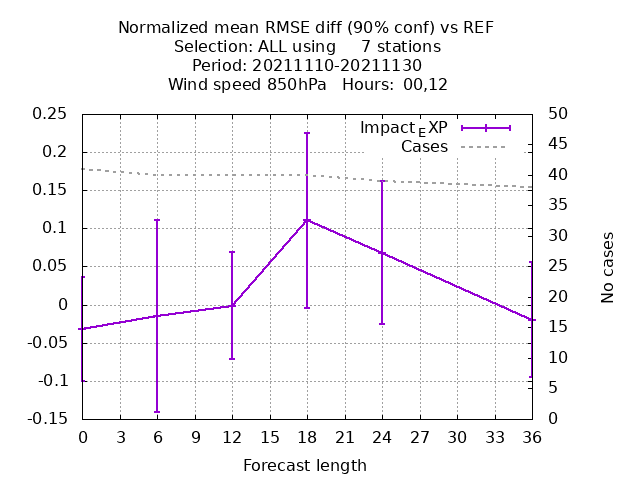 Normalized mean RMSE diff (90% conf) vs REF
Selection: ALL using 7 stations
Period: 20211110-20211130
Wind speed 850hPa Hours: 00,12
Impact_EXP
Cases
0.25
0.2
0.15
0.1
0.05
0
-0.05
-0.1
-0.15
50
45
40
35
30
25
20
15
10
5
0
No cases
0 3 6 9 12 15 18 21 24 27 30 33 36
Forecast length